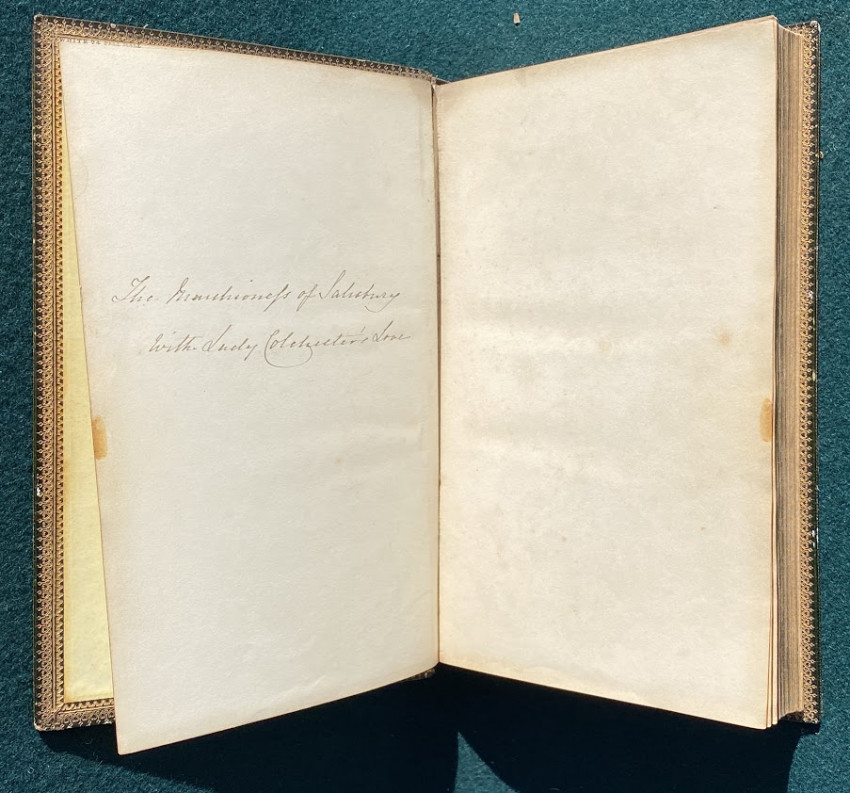 The Marchioneſs of Salisbury
With Lady Colchester's Love